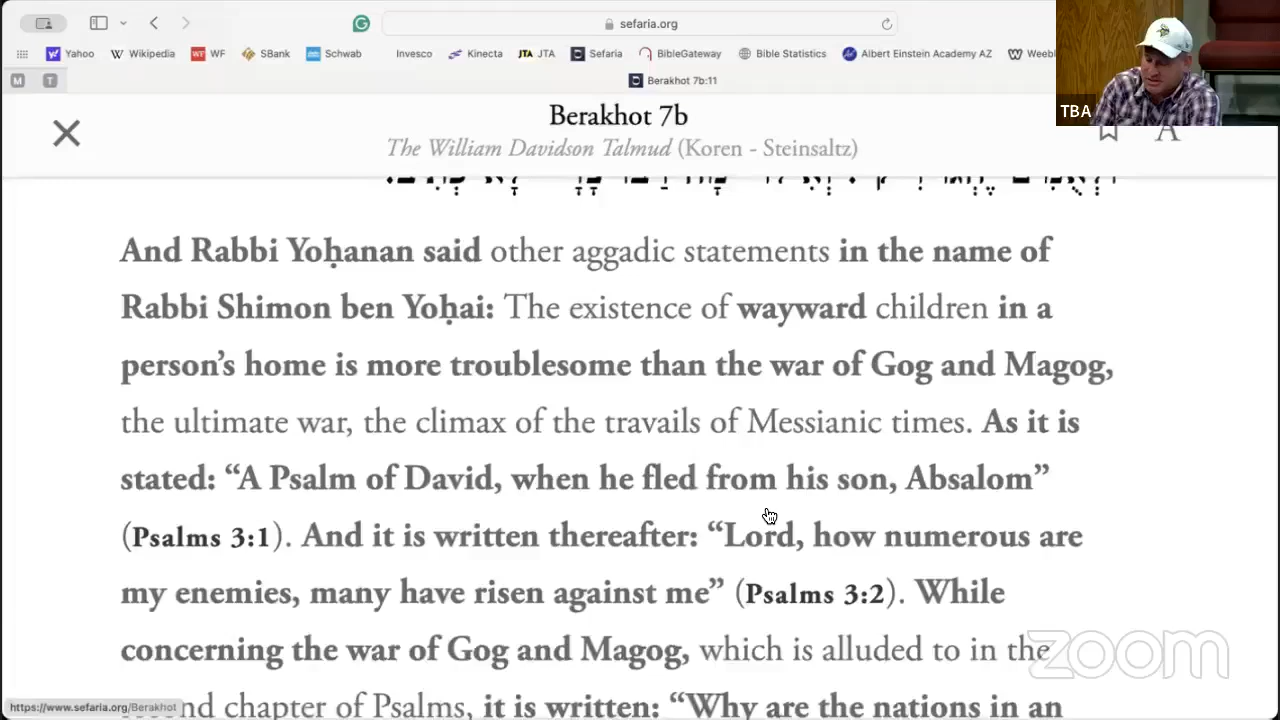 sefaria.org
Yahoo W Wikipedia WF WF SBank Schwab Invesco Kinecta JTA JTA Sefaria BibleGateway Bible Statistics Albert Einstein Academy AZ Weebl
M T Berakhot 7b:11
TBA
Berakhot 7b
The William Davidson Talmud (Koren - Steinsaltz)
A
And Rabbi Yoḥanan said other aggadic statements in the name of
Rabbi Shimon ben Yoḥai: The existence of wayward children in a
person’s home is more troublesome than the war of Gog and Magog,
the ultimate war, the climax of the travails of Messianic times. As it is
stated: “A Psalm of David, when he fled from his son, Absalom”
(Psalms 3:1). And it is written thereafter: “Lord, how numerous are
my enemies, many have risen against me” (Psalms 3:2). While
concerning the war of Gog and Magog, which is alluded to in the
nd chapter of Psalms, it is written: “Why are the nations in an
zoom
https://www.sefaria.org/Berakhot